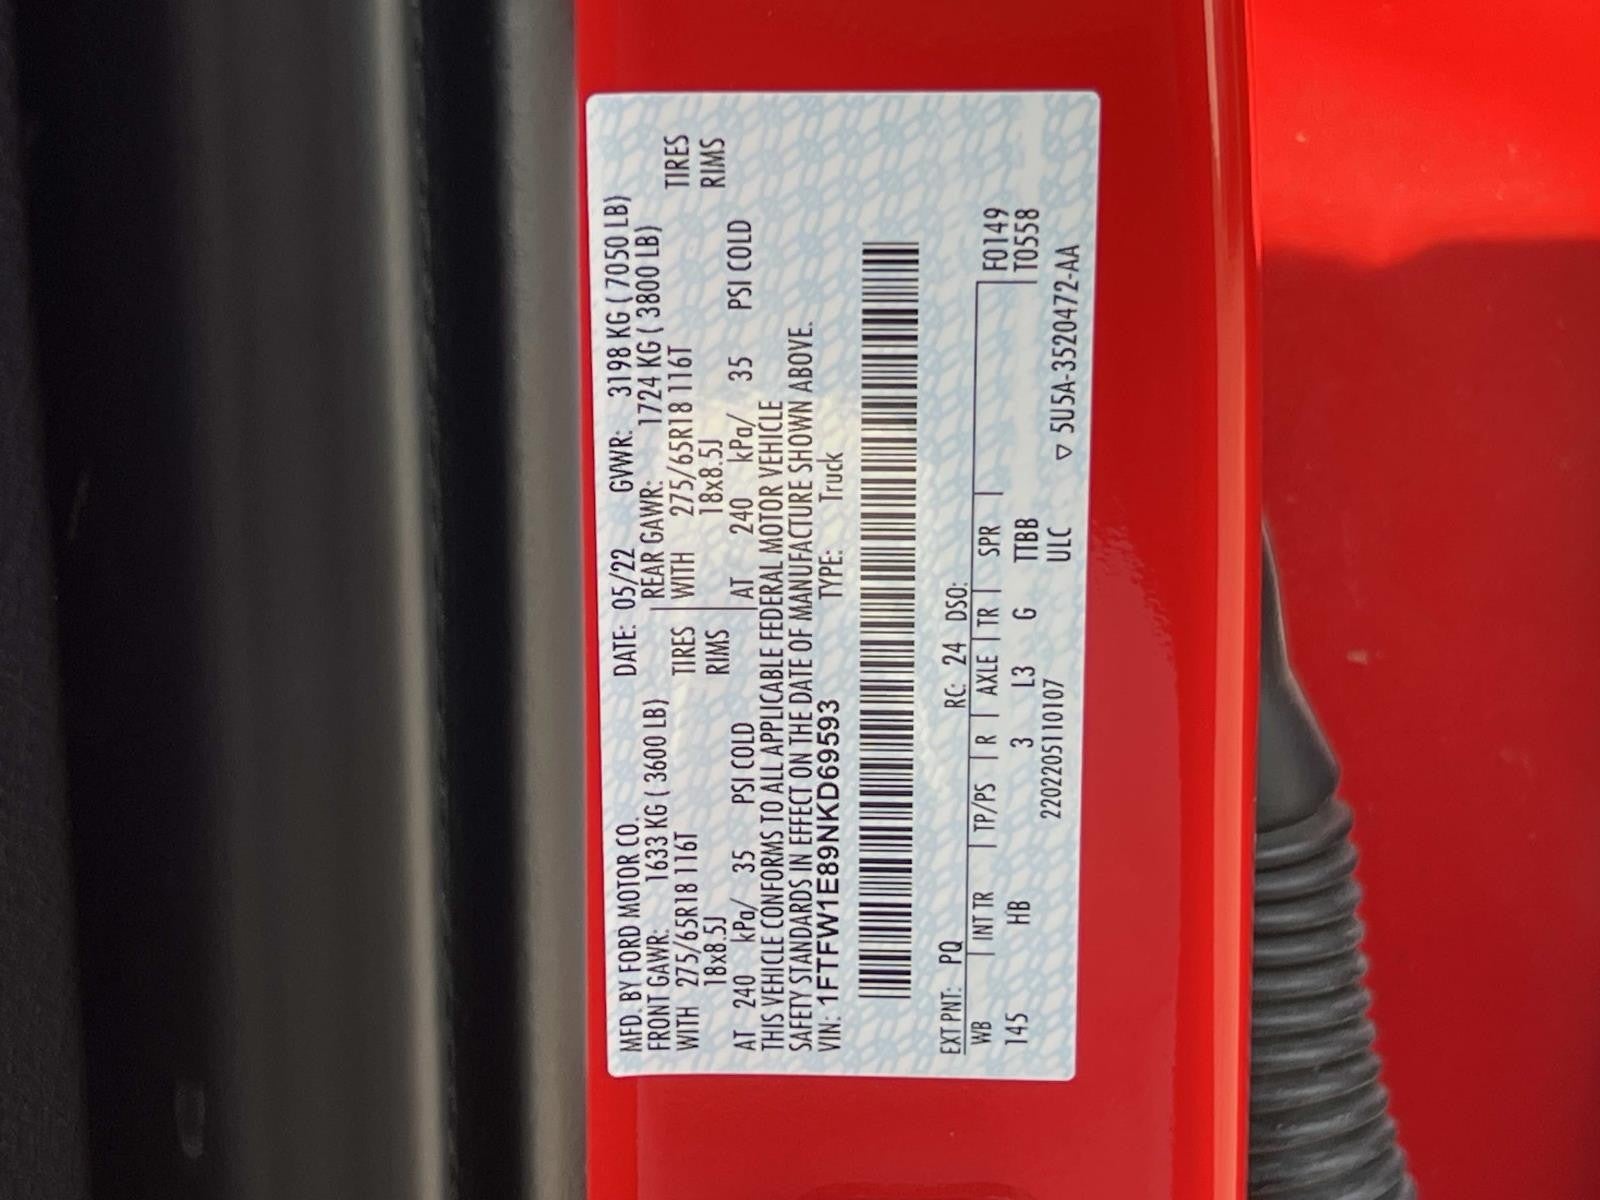 MFD. BY FORD MOTOR CO. DATE: 05/22 GVWR: 3198 KG ( 7050 LB)
FRONT GAWR: 1633 KG ( 3600 LB) REAR GAWR: 1724 KG ( 3800 LB)
WITH 275/65R18 116T TIRES WITH 275/65R18 116T TIRES
18x8.5J RIMS 18x8.5J RIMS
AT 240 kPa/ 35 PSI COLD AT 240 kPa/ 35 PSI COLD
THIS VEHICLE CONFORMS TO ALL APPLICABLE FEDERAL MOTOR VEHICLE
SAFETY STANDARDS IN EFFECT ON THE DATE OF MANUFACTURE SHOWN ABOVE.
VIN: 1FTFW1E89NKD69593 TYPE: Truck
EXT PNT: PQ RC: 24 DSO:
WB INT TR TP/PS R AXLE TR SPR F0149
145 HB 3 L3 G TTBB T0558
2202205110107 ULC ▽ 5U5A-3520472-AA